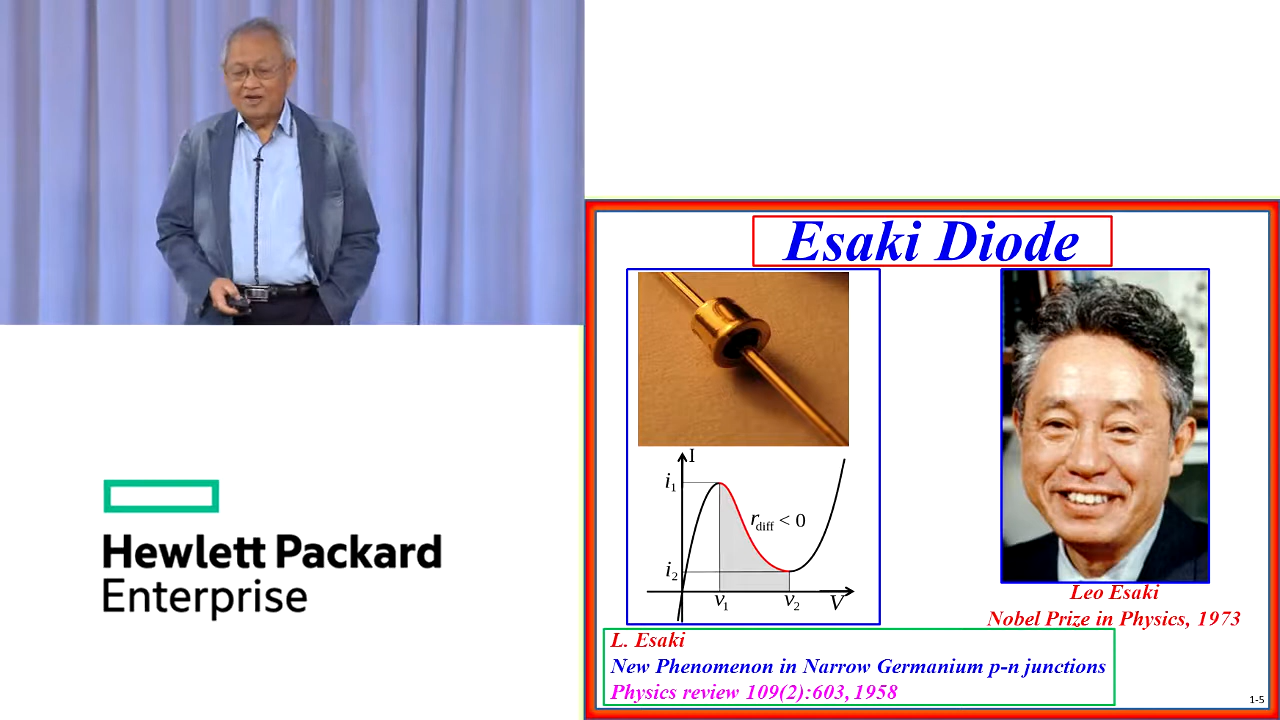 Hewlett Packard
Enterprise
Esaki Diode
I
i1
rdiff < 0
i2
v1 v2 V
Leo Esaki
Nobel Prize in Physics, 1973
L. Esaki
New Phenomenon in Narrow Germanium p-n junctions
Physics review 109(2):603, 1958
1-5